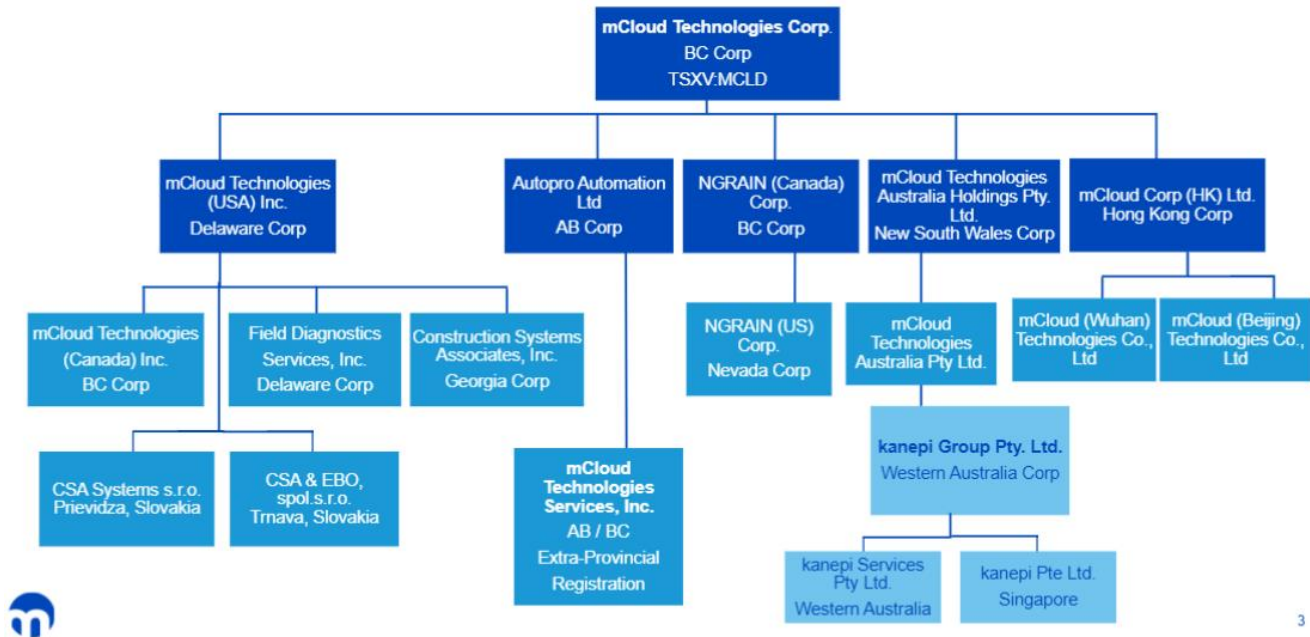 mCloud Technologies Corp.
BC Corp
TSXV:MCLD
mCloud Technologies
(USA) Inc.
Delaware Corp
Autopro Automation
Ltd
AB Corp
NGRAIN (Canada)
Corp.
BC Corp
mCloud Technologies
Australia Holdings Pty.
Ltd.
New South Wales Corp
mCloud Corp (HK) Ltd.
Hong Kong Corp
mCloud Technologies
(Canada) Inc.
BC Corp
Field Diagnostics
Services, Inc.
Delaware Corp
Construction Systems
Associates, Inc.
Georgia Corp
NGRAIN (US)
Corp.
Nevada Corp
mCloud
Technologies
Australia Pty Ltd.
mCloud (Wuhan)
Technologies Co.,
Ltd
mCloud (Beijing)
Technologies Co.,
Ltd
CSA Systems s.r.o.
Prievidza, Slovakia
CSA & EBO,
spol.s.r.o.
Trnava, Slovakia
mCloud
Technologies
Services, Inc.
AB / BC
Extra-Provincial
Registration
kanepi Group Pty. Ltd.
Western Australia Corp
kanepi Services
Pty Ltd.
Western Australia
kanepi Pte Ltd.
Singapore
m
3